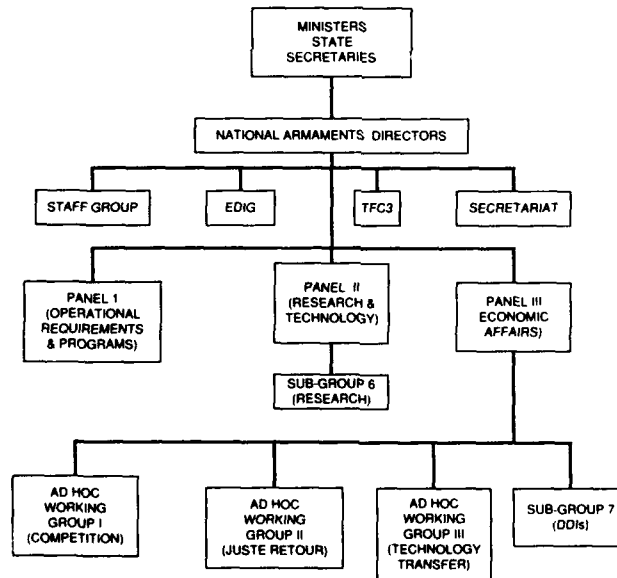 MINISTERS
STATE
SECRETARIES
NATIONAL ARMAMENTS DIRECTORS
STAFF GROUP
EDIG
TFC3
SECRETARIAT
PANEL 1
(OPERATIONAL
REQUIREMENTS
& PROGRAMS)
PANEL II
(RESEARCH &
TECHNOLOGY)
PANEL III
ECONOMIC
AFFAIRS)
SUB-GROUP 6
(RESEARCH)
AD HOC
WORKING
GROUP I
(COMPETITION)
AD HOC
WORKING
GROUP II
(JUSTE RETOUR)
AD HOC
WORKING
GROUP III
(TECHNOLOGY
TRANSFER
SUB-GROUP 7
(DDIs)